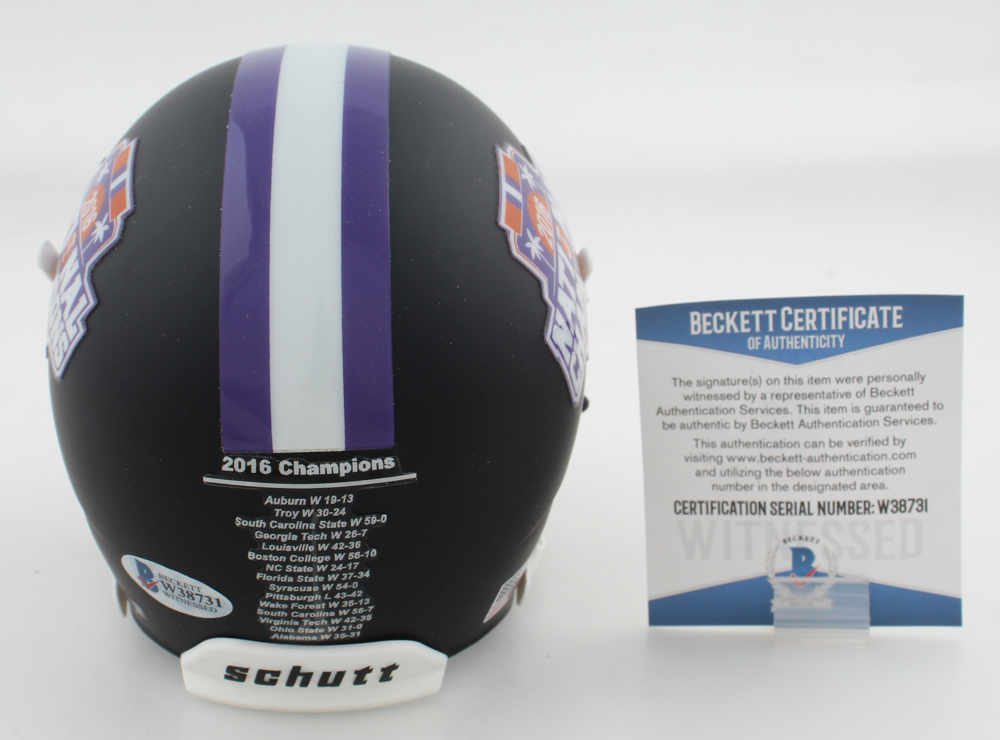 2016
NATIONAL
2016
2016 Champions
Auburn W 19-13
Troy W 30-24
South Carolina State W 59-0
Georgia Tech W 26-7
Louisville W 42-36
Boston College W 56-10
NC State W 24-17
Florida State W 37-34
Syracuse W 54-0
Pittsburgh L 43-42
Wake Forest W 35-13
South Carolina W 56-7
Virginia Tech W 42-35
Ohio State W 31-0
Alabama W 35-31
BECKETT
W38731
WITNESSED
schutt
BECKETT CERTIFICATE
OF AUTHENTICITY
The signature(s) on this item were personally
witnessed by a representative of Beckett
Authentication Services. This item is guaranteed to
be authentic by Beckett Authentication Services.
This authentication can be verified by
visiting www.beckett-authentication.com
and utilizing the below authentication
number in the designated area.
CERTIFICATION SERIAL NUMBER: W38731
WITNESSED
BECKETT
B